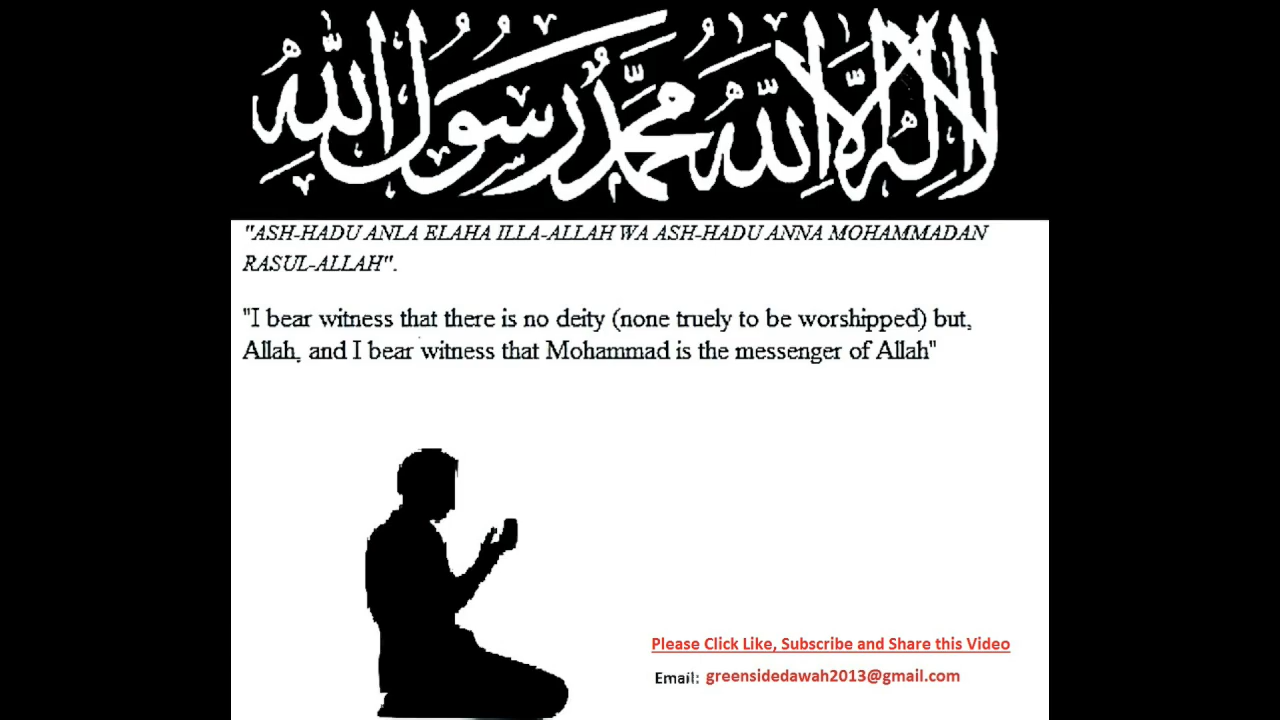 لا إله إلا الله محمد رسول الله
"ASH-HADU ANLA ELAHA ILLA-ALLAH WA ASH-HADU ANNA MOHAMMADAN
RASUL-ALLAH".
"I bear witness that there is no deity (none truely to be worshipped) but,
Allah, and I bear witness that Mohammad is the messenger of Allah"
Please Click Like, Subscribe and Share this Video
Email: greensidedawah2013@gmail.com